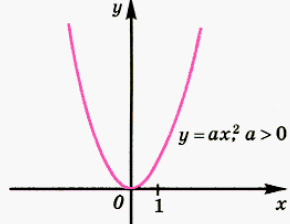 y
y = ax², a > 0
0 1 x